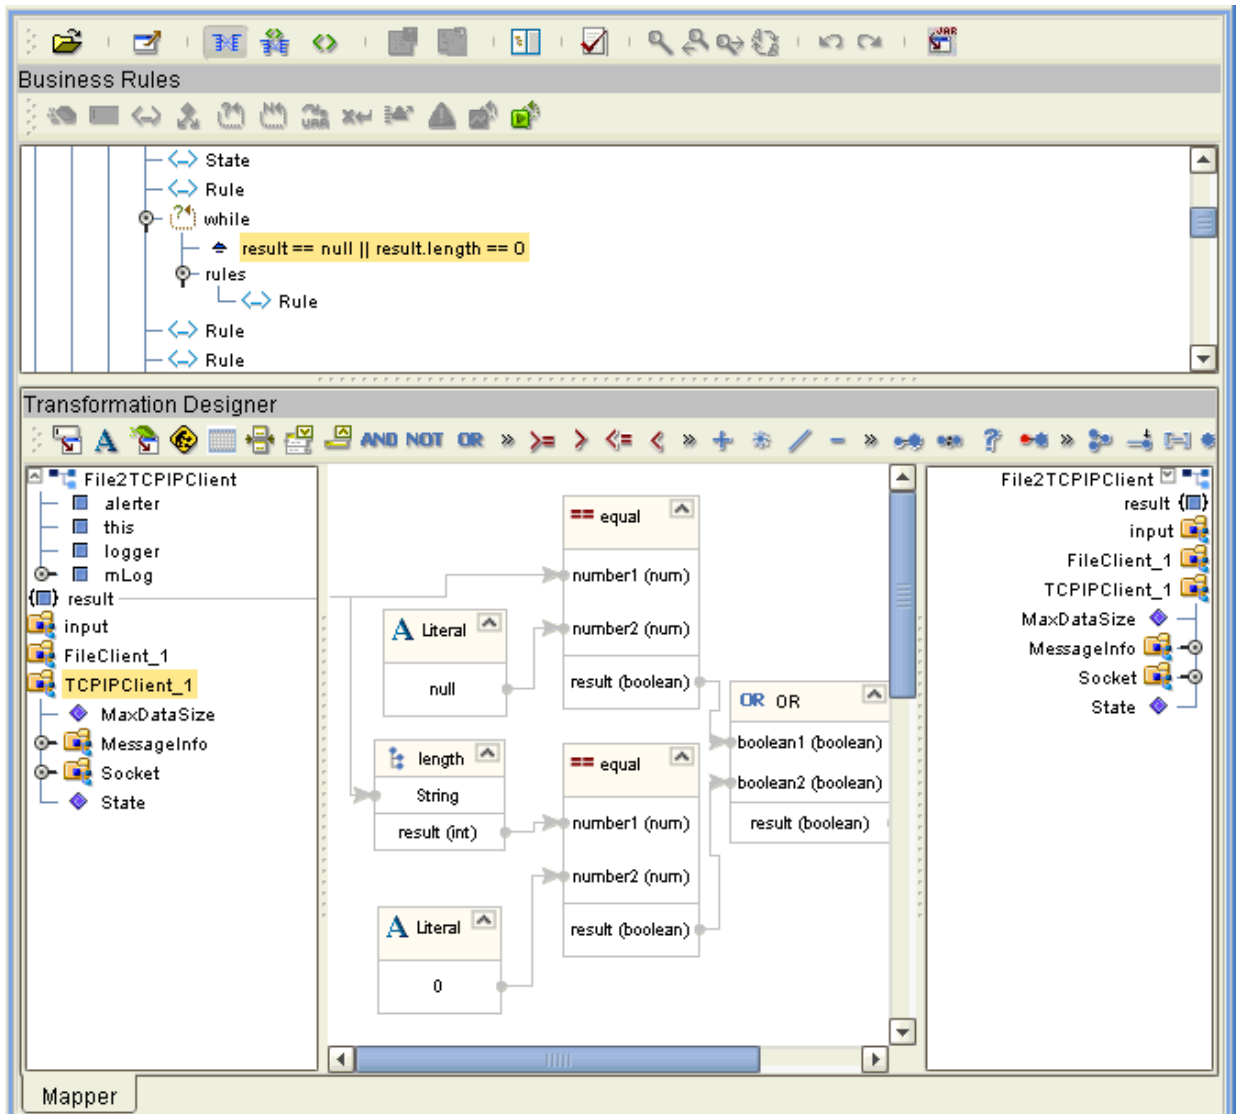 JAR
Business Rules
JAR
State
Rule
while
result == null || result.length == 0
rules
Rule
Rule
Rule
Transformation Designer
A AND NOT OR » >= > <= < » + / - » ? »
File2TCPIPClient
alerter
this
logger
mLog
result
input
FileClient_1
TCPIPClient_1
MaxDataSize
MessageInfo
Socket
State
== equal
number1 (num)
number2 (num)
result (boolean)
A Literal
null
length
String
result (int)
== equal
number1 (num)
number2 (num)
result (boolean)
A Literal
0
OR OR
boolean1 (boolean)
boolean2 (boolean)
result (boolean)
File2TCPIPClient
result
input
FileClient_1
TCPIPClient_1
MaxDataSize
MessageInfo
Socket
State
Mapper